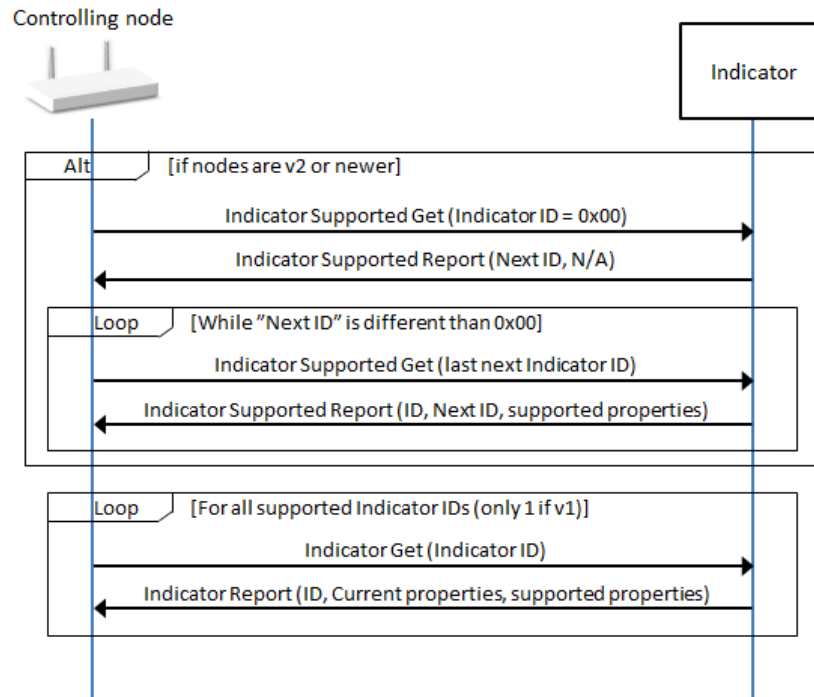 Controlling node
Indicator
Alt [if nodes are v2 or newer]
Indicator Supported Get (Indicator ID = 0x00)
Indicator Supported Report (Next ID, N/A)
Loop [While ”Next ID” is different than 0x00]
Indicator Supported Get (last next Indicator ID)
Indicator Supported Report (ID, Next ID, supported properties)
Loop [For all supported Indicator IDs (only 1 if v1)]
Indicator Get (Indicator ID)
Indicator Report (ID, Current properties, supported properties)